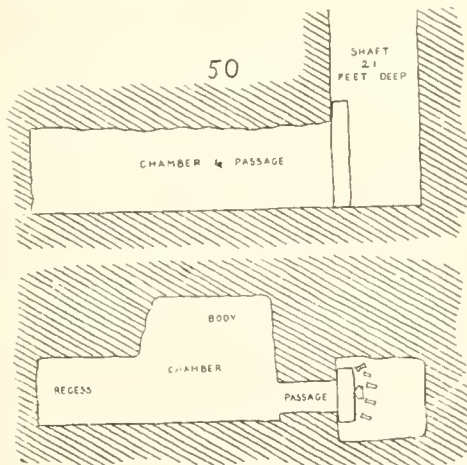 SHAFT
21
FEET DEEP
50
CHAMBER & PASSAGE
BODY
CHAMBER
RECESS
PASSAGE